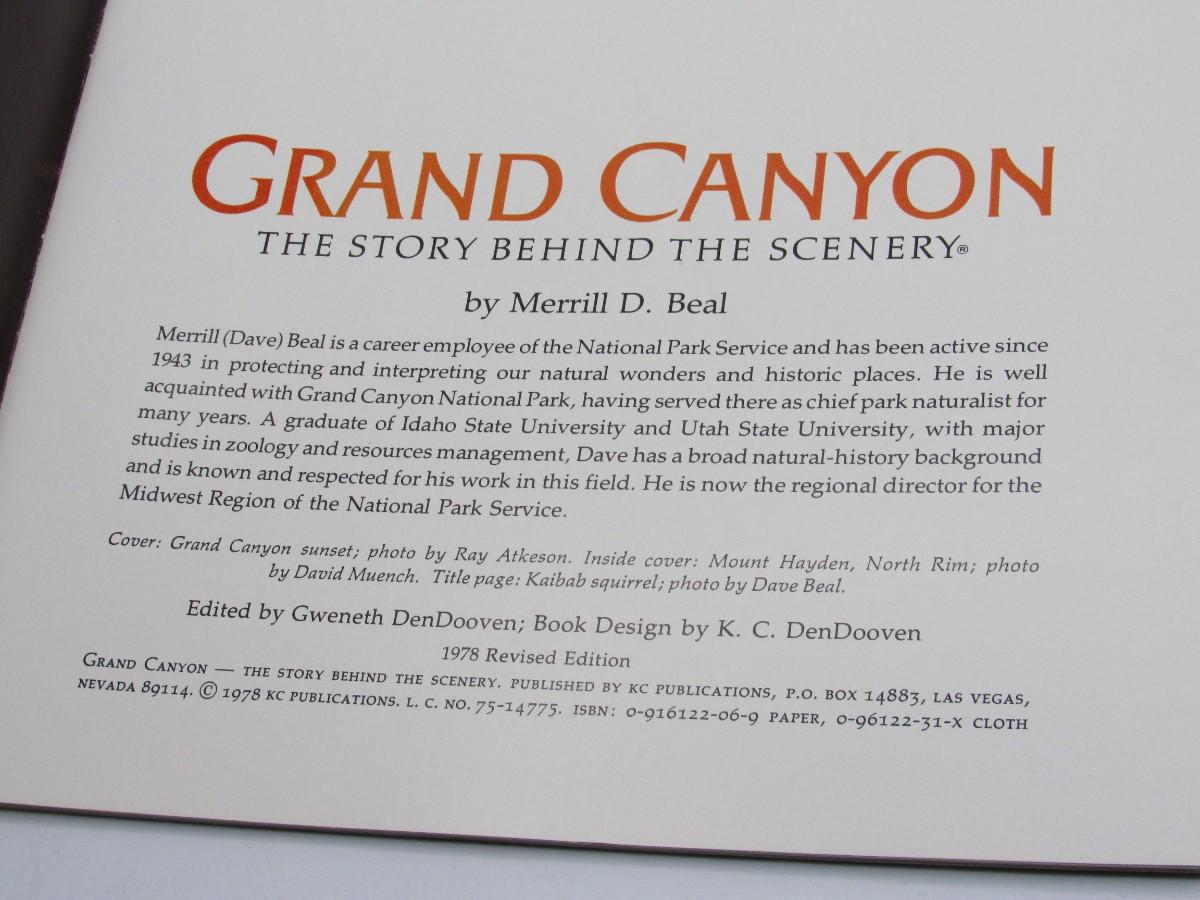 GRAND CANYON
THE STORY BEHIND THE SCENERY®
by Merrill D. Beal
Merrill (Dave) Beal is a career employee of the National Park Service and has been active since
1943 in protecting and interpreting our natural wonders and historic places. He is well
acquainted with Grand Canyon National Park, having served there as chief park naturalist for
many years. A graduate of Idaho State University and Utah State University, with major
studies in zoology and resources management, Dave has a broad natural-history background
and is known and respected for his work in this field. He is now the regional director for the
Midwest Region of the National Park Service.
Cover: Grand Canyon sunset; photo by Ray Atkeson. Inside cover: Mount Hayden, North Rim; photo
by David Muench. Title page: Kaibab squirrel; photo by Dave Beal.
Edited by Gweneth DenDooven; Book Design by K. C. DenDooven
1978 Revised Edition
GRAND CANYON — THE STORY BEHIND THE SCENERY. PUBLISHED BY KC PUBLICATIONS, P.O. BOX 14883, LAS VEGAS,
NEVADA 89114. © 1978 KC PUBLICATIONS. L. C. NO. 75-14775. ISBN: 0-916122-06-9 PAPER, 0-96122-31-X CLOTH